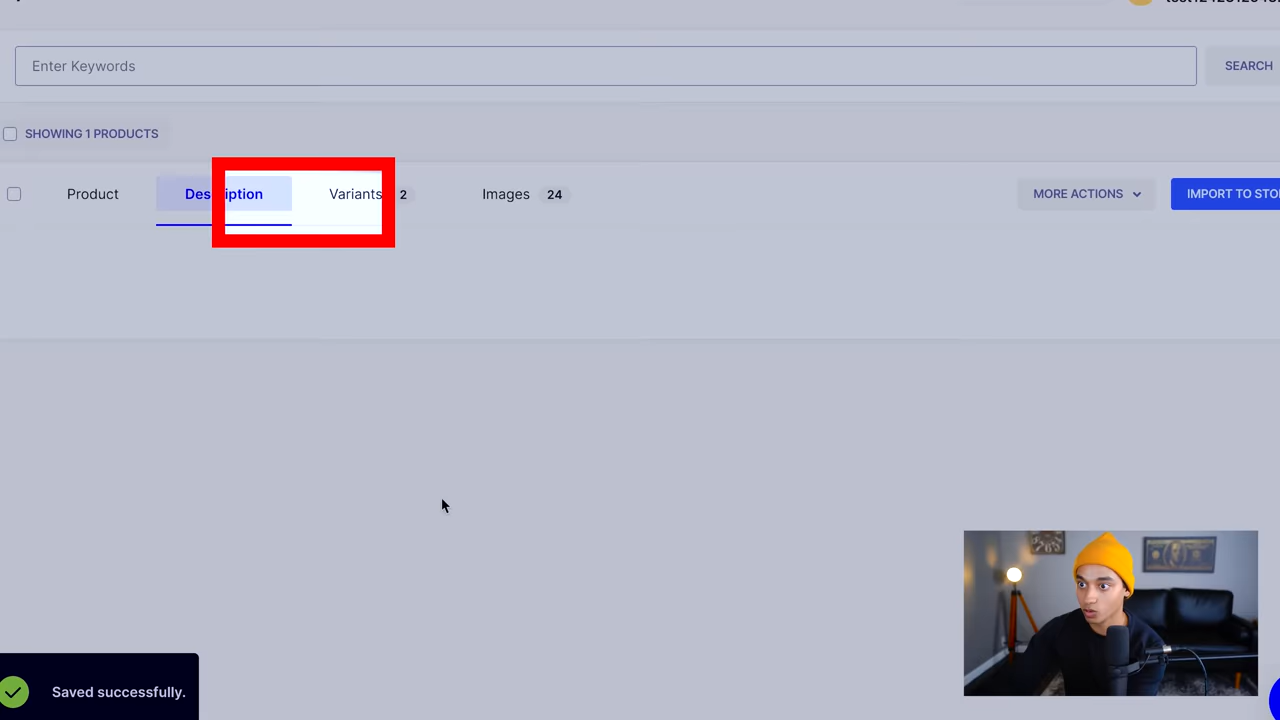 Enter Keywords
SEARCH
SHOWING 1 PRODUCTS
Product
Description
Variants 2
Images 24
MORE ACTIONS
IMPORT TO STO
Saved successfully.